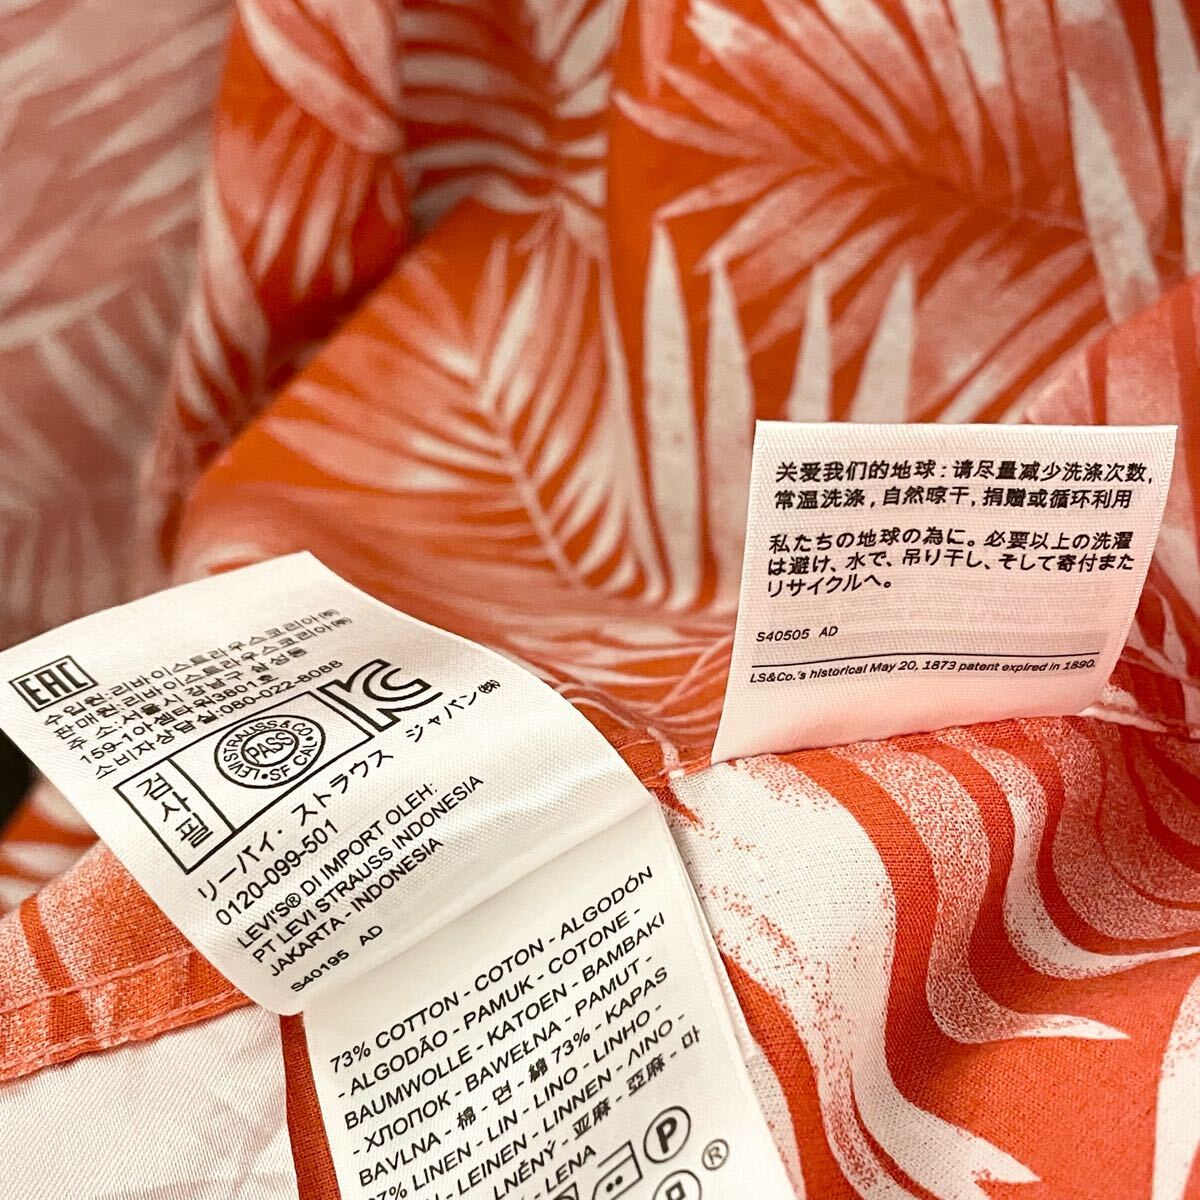 关爱我们的地球:请尽量减少洗涤次数,
常温洗涤,自然晾干,捐赠或循环利用
私たちの地球の為に。必要以上の洗濯
は避け、水で、吊り干し、そして寄付また
リサイクルへ。
S40505 AD
LS&Co.'s historical May 20, 1873 patent expired in 1890.
EAC
수입원:리바이스트라우스코리아㈜
판매원:리바이스트라우스코리아㈜
주 소:서울시 강남구 삼성동
159-1아셈타워3801호
소비자상담실:080-022-8088
검사필
LEVI STRAUSS & CO
PASS
SF CAL
リーバイ・ストラウス ジャパン㈱
0120-099-501
LEVI'S® DI IMPORT OLEH:
PT LEVI STRAUSS INDONESIA
JAKARTA - INDONESIA
S40195 AD
73% COTTON - COTON - ALGODÓN
- ALGODÃO - PAMUK - COTONE -
BAUMWOLLE - KATOEN - BAMBAKI
- ХЛОПОК - BAWEŁNA - PAMUT -
BAVLNA - 棉 - 면 - 綿 73% - KAPAS
27% LINEN - LIN - LINO - LINHO -
- LEINEN - LINNEN - ΛΙΝΟ -
LNĚNÝ - 亚麻 - 亞麻 - 마
- LENA
P
®